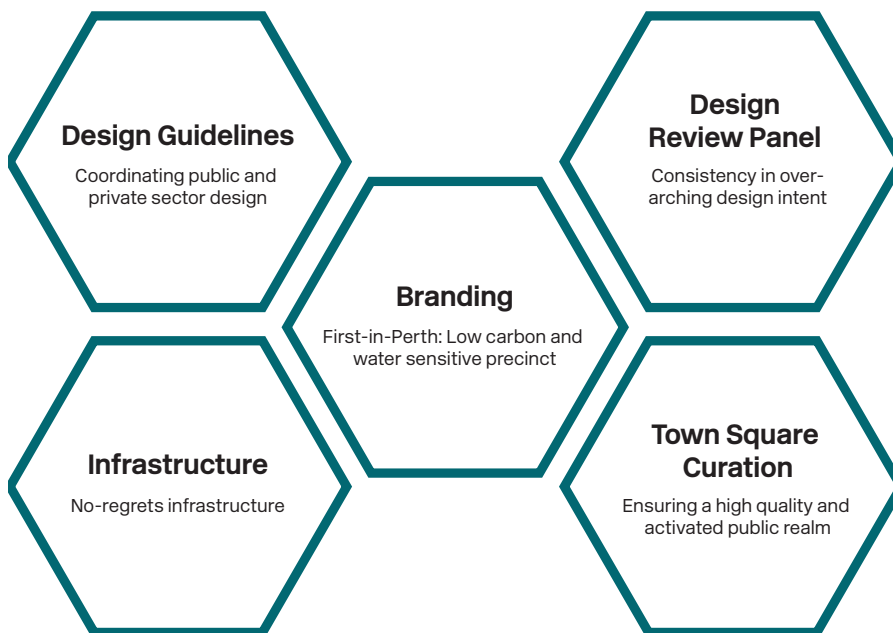 Design Guidelines
Coordinating public and
private sector design
Design
Review Panel
Consistency in over-
arching design intent
Branding
First-in-Perth: Low carbon and
water sensitive precinct
Infrastructure
No-regrets infrastructure
Town Square
Curation
Ensuring a high quality and
activated public realm